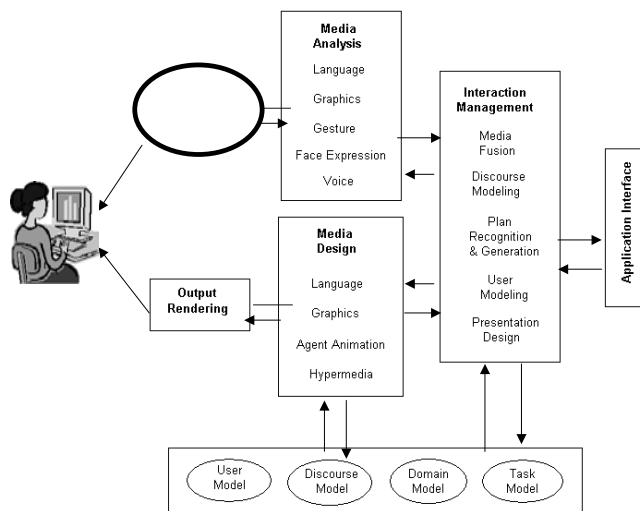 Media
Analysis
Language
Graphics
Gesture
Face Expression
Voice
Interaction
Management
Media
Fusion
Discourse
Modeling
Plan
Recognition
& Generation
User
Modeling
Presentation
Design
Application Interface
Media
Design
Language
Graphics
Agent Animation
Hypermedia
Output
Rendering
User
Model
Discourse
Model
Domain
Model
Task
Model